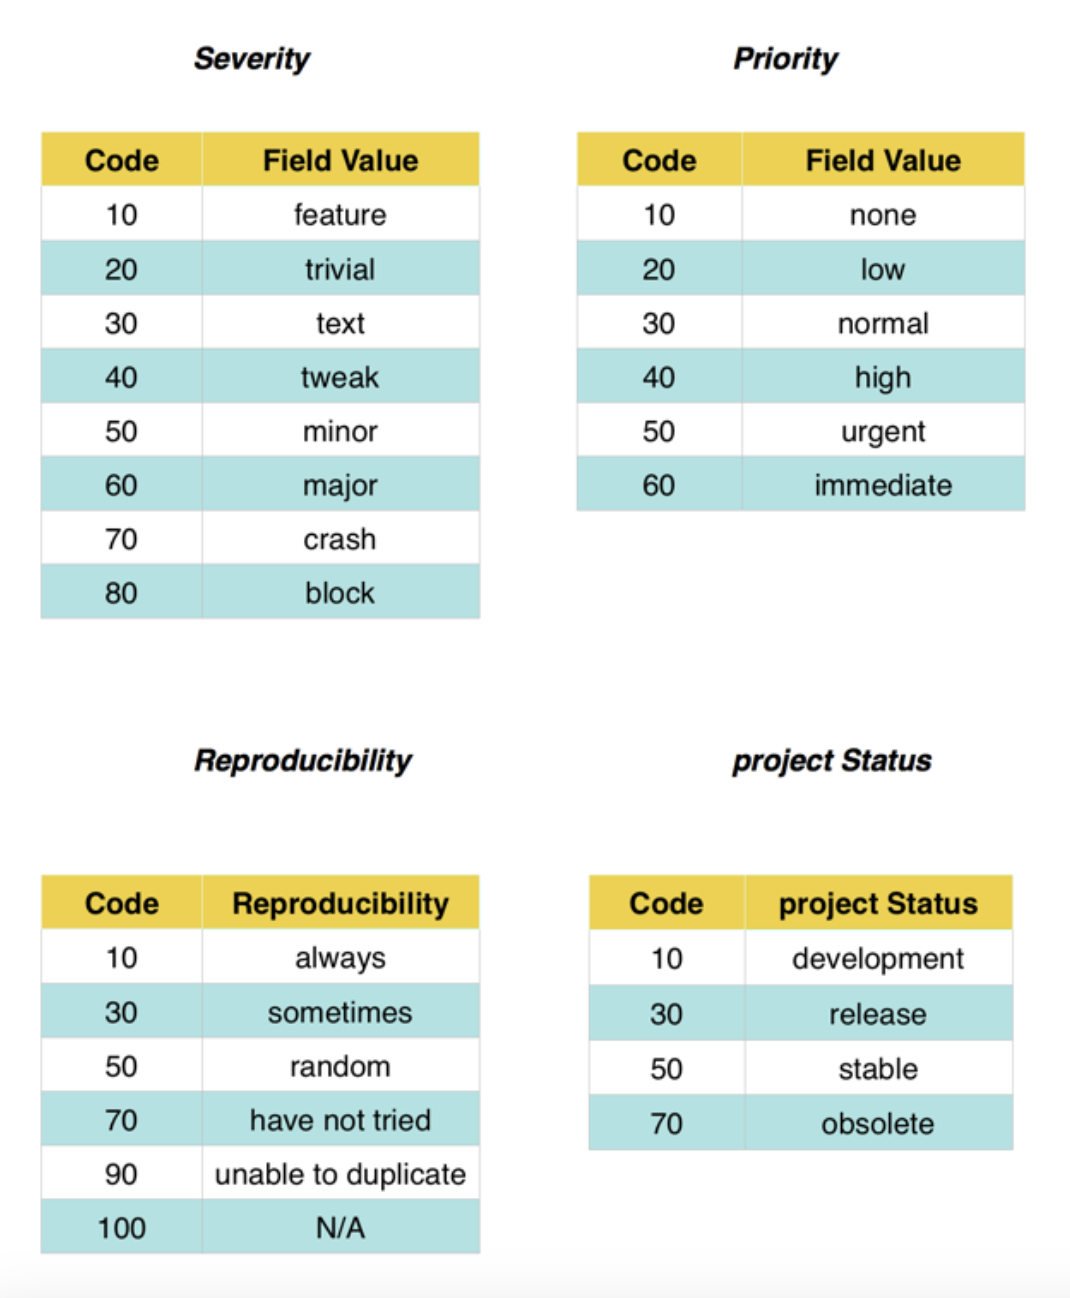 Severity
Code Field Value
10 feature
20 trivial
30 text
40 tweak
50 minor
60 major
70 crash
80 block
Priority
Code Field Value
10 none
20 low
30 normal
40 high
50 urgent
60 immediate
Reproducibility
Code Reproducibility
10 always
30 sometimes
50 random
70 have not tried
90 unable to duplicate
100 N/A
project Status
Code project Status
10 development
30 release
50 stable
70 obsolete